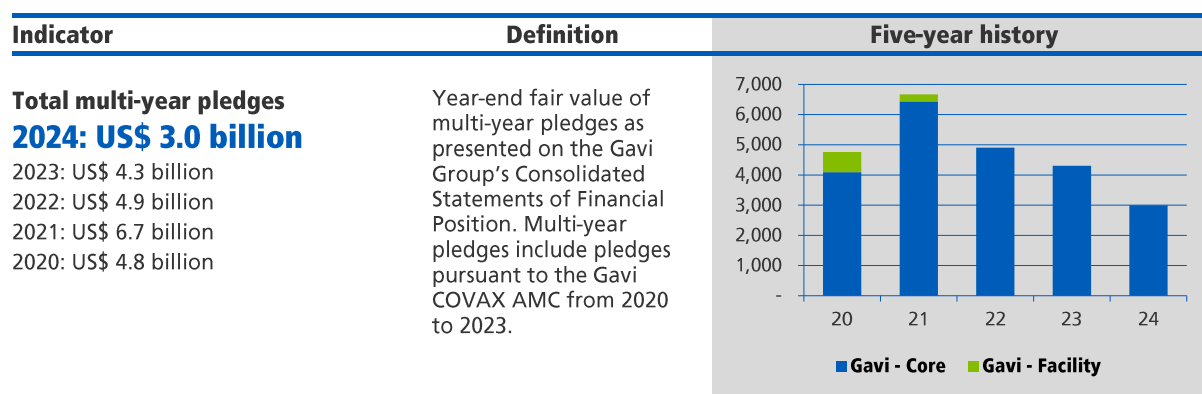 Indicator
Definition
Five-year history
Total multi-year pledges
2024: US$ 3.0 billion
2023: US$ 4.3 billion
2022: US$ 4.9 billion
2021: US$ 6.7 billion
2020: US$ 4.8 billion
Year-end fair value of
multi-year pledges as
presented on the Gavi
Group’s Consolidated
Statements of Financial
Position. Multi-year
pledges include pledges
pursuant to the Gavi
COVAX AMC from 2020
to 2023.
7,000
6,000
5,000
4,000
3,000
2,000
1,000
-
20 21 22 23 24
Gavi - Core Gavi - Facility